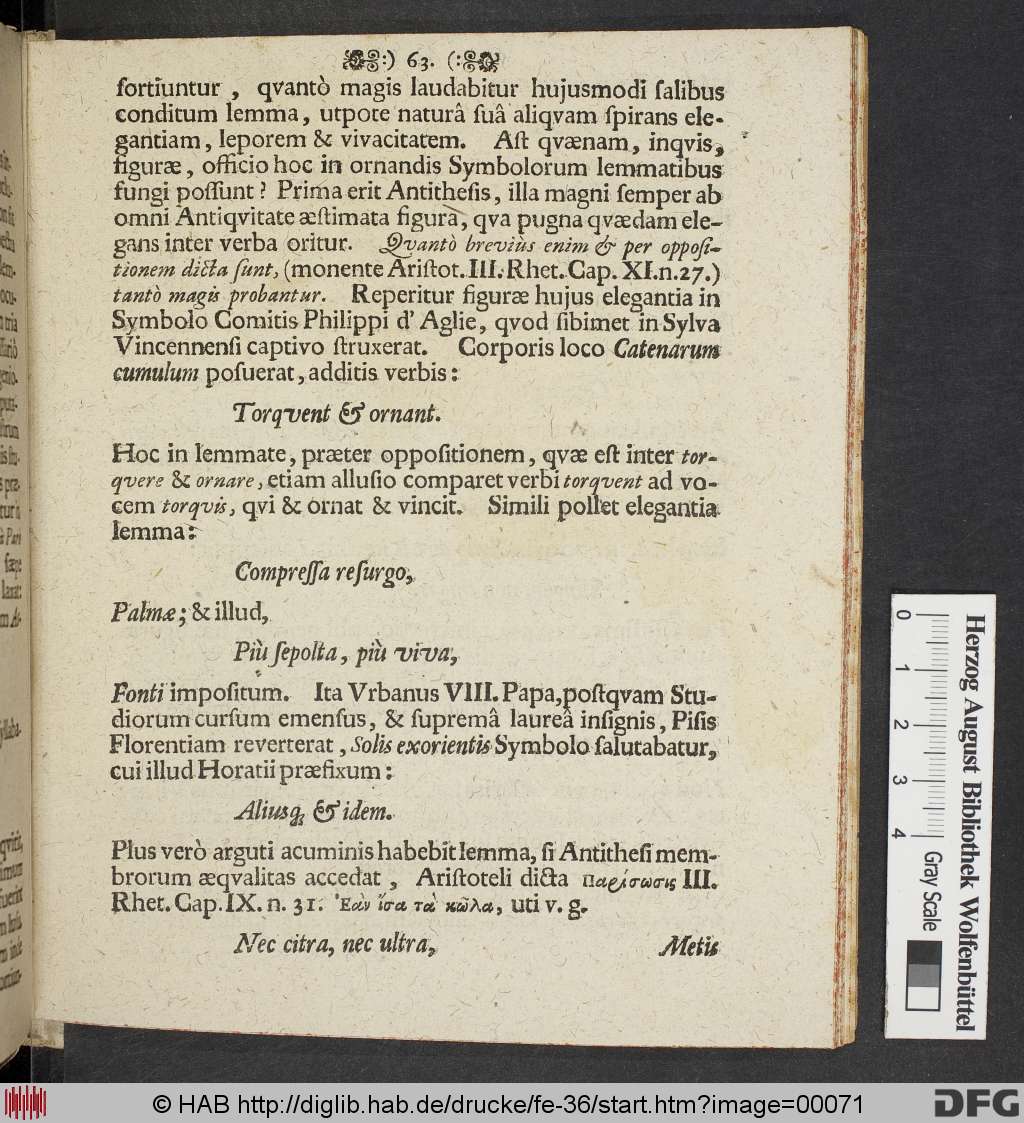 :) 63. (:
ſortiuntur , qvantò magis laudabitur hujusmodi ſalibus
conditum lemma, utpote naturâ ſuâ aliqvam ſpirans ele-
gantiam, leporem & vivacitatem. Aſt qvænam, inqvis,
figuræ, officio hoc in ornandis Symbolorum lemmatibus
fungi poſſunt? Prima erit Antitheſis, illa magni ſemper ab
omni Antiqvitate æſtimata figura, qva pugna qvædam ele-
gans inter verba oritur. Qvantò breviùs enim & per oppoſi-
tionem dicta ſunt, (monente Ariſtot. III. Rhet. Cap. XI. n. 27.)
tantò magis probantur. Reperitur figuræ hujus elegantia in
Symbolo Comitis Philippi d' Aglie, qvod ſibimet in Sylva
Vincennenſi captivo ſtruxerat. Corporis loco Catenarum
cumulum poſuerat, additis verbis:
Torqvent & ornant.
Hoc in lemmate, præter oppoſitionem, qvæ eſt inter tor-
qvere & ornare, etiam alluſio comparet verbi torqvent ad vo-
cem torqvis, qvi & ornat & vincit. Simili pollet elegantia
lemma:
Compreſſa reſurgo,
Palmæ; & illud,
Più ſepolta, più viva,
Fonti impoſitum. Ita Vrbanus VIII. Papa, poſtqvam Stu-
diorum curſum emenſus, & ſupremâ laureâ inſignis, Piſis
Florentiam reverterat, Solis exorientis Symbolo ſalutabatur,
cui illud Horatii præfixum:
Aliusq; & idem.
Plus verò arguti acuminis habebit lemma, ſi Antitheſi mem-
brorum æqvalitas accedat , Ariſtoteli dicta Παρίσωσις III.
Rhet. Cap. IX. n. 31. Ἐὰν ἴσα τὰ κῶλα, uti v. g.
Nec citra, nec ultra,
Metis
Herzog August Bibliothek Wolfenbüttel
0 1 2 3 4
Gray Scale
© HAB http://diglib.hab.de/drucke/fe-36/start.htm?image=00071
DFG